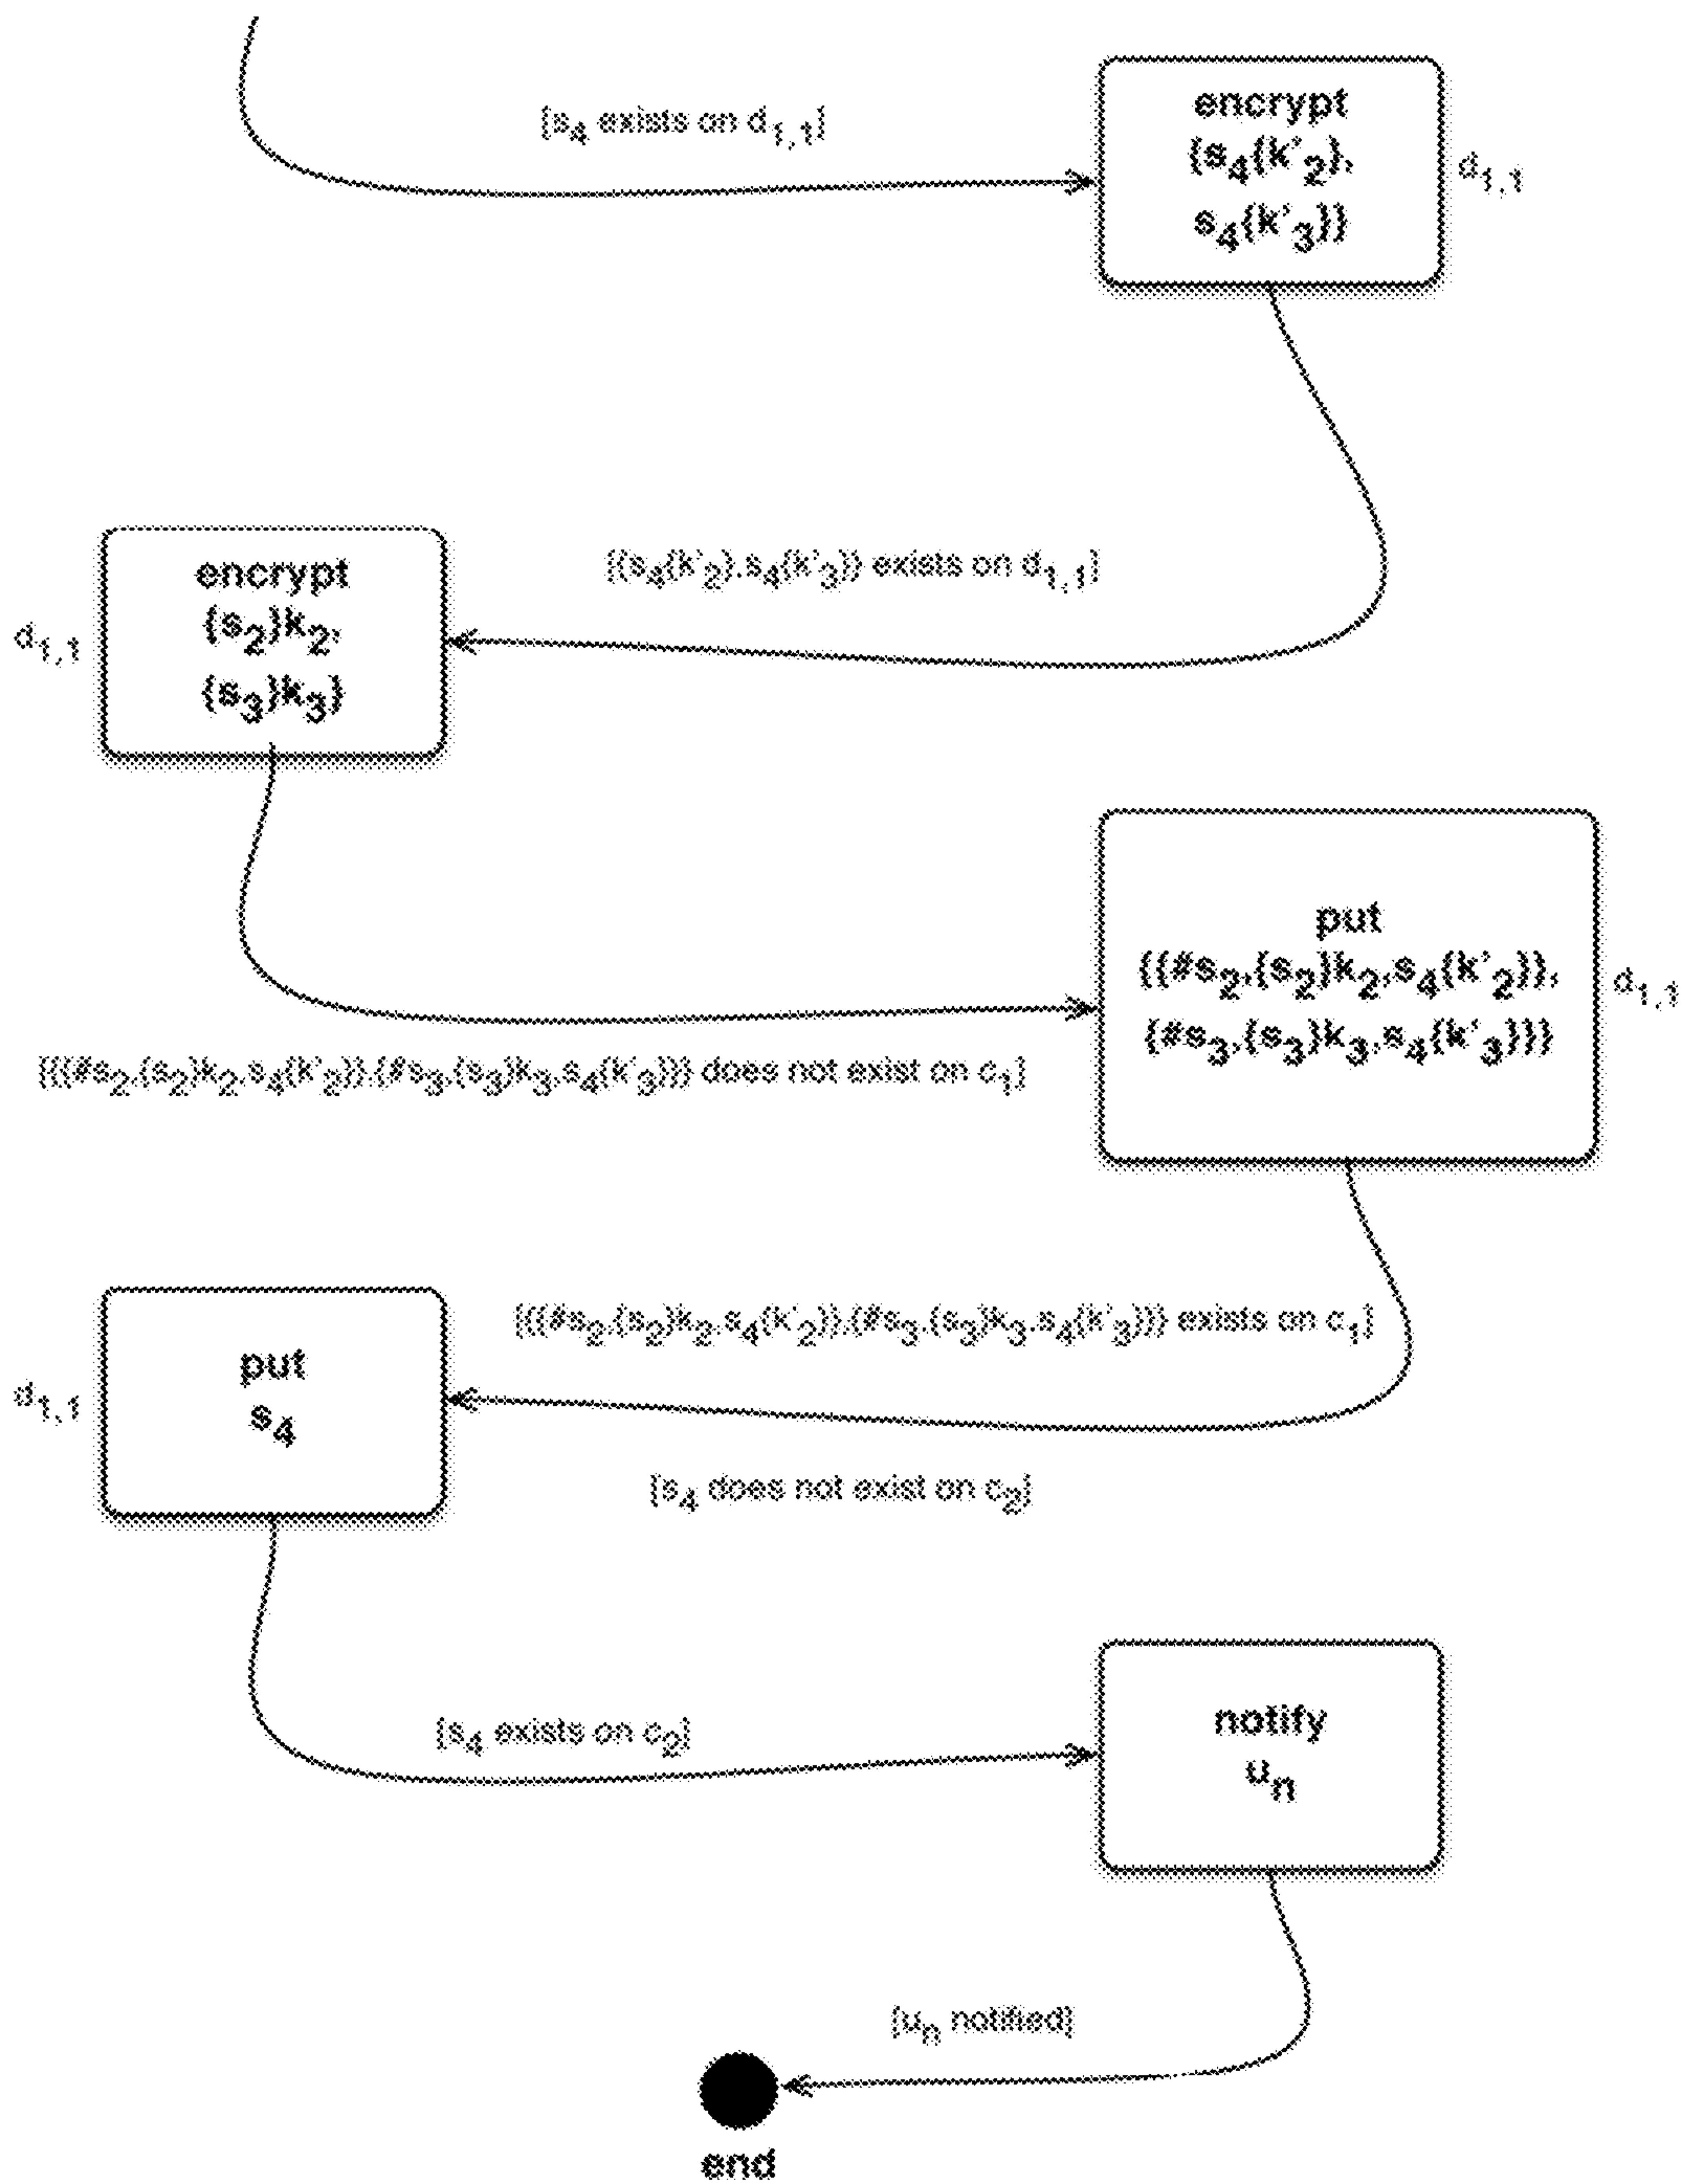 [s4 exists on d1,1]
encrypt
{s4(k'2),
s4(k'3)}
d1,1
[{s4(k'2),s4(k'3)} exists on d1,1]
encrypt
{s2}k2,
{s3}k3}
d1,1
put
{{#s2,{s2}k2,s4(k'2)},
{#s3,{s3}k3,s4(k'3)}}
d1,1
[{{#s2,{s2}k2,s4(k'2)},{#s3,{s3}k3,s4(k'3)}} does not exist on c1]
[{{#s2,{s2}k2,s4(k'2)},{#s3,{s3}k3,s4(k'3)}} exists on c1]
put
s4
d1,1
[s4 does not exist on c2]
[s4 exists on c2]
notify
un
[un notified]
end